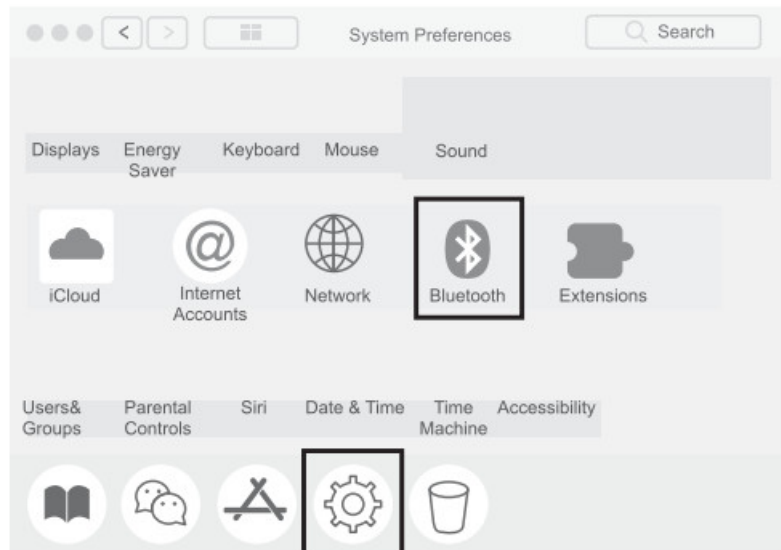 System Preferences
Search
Displays
Energy
Saver
Keyboard
Mouse
Sound
iCloud
Internet
Accounts
Network
Bluetooth
Extensions
Users&
Groups
Parental
Controls
Siri
Date & Time
Time
Machine
Accessibility